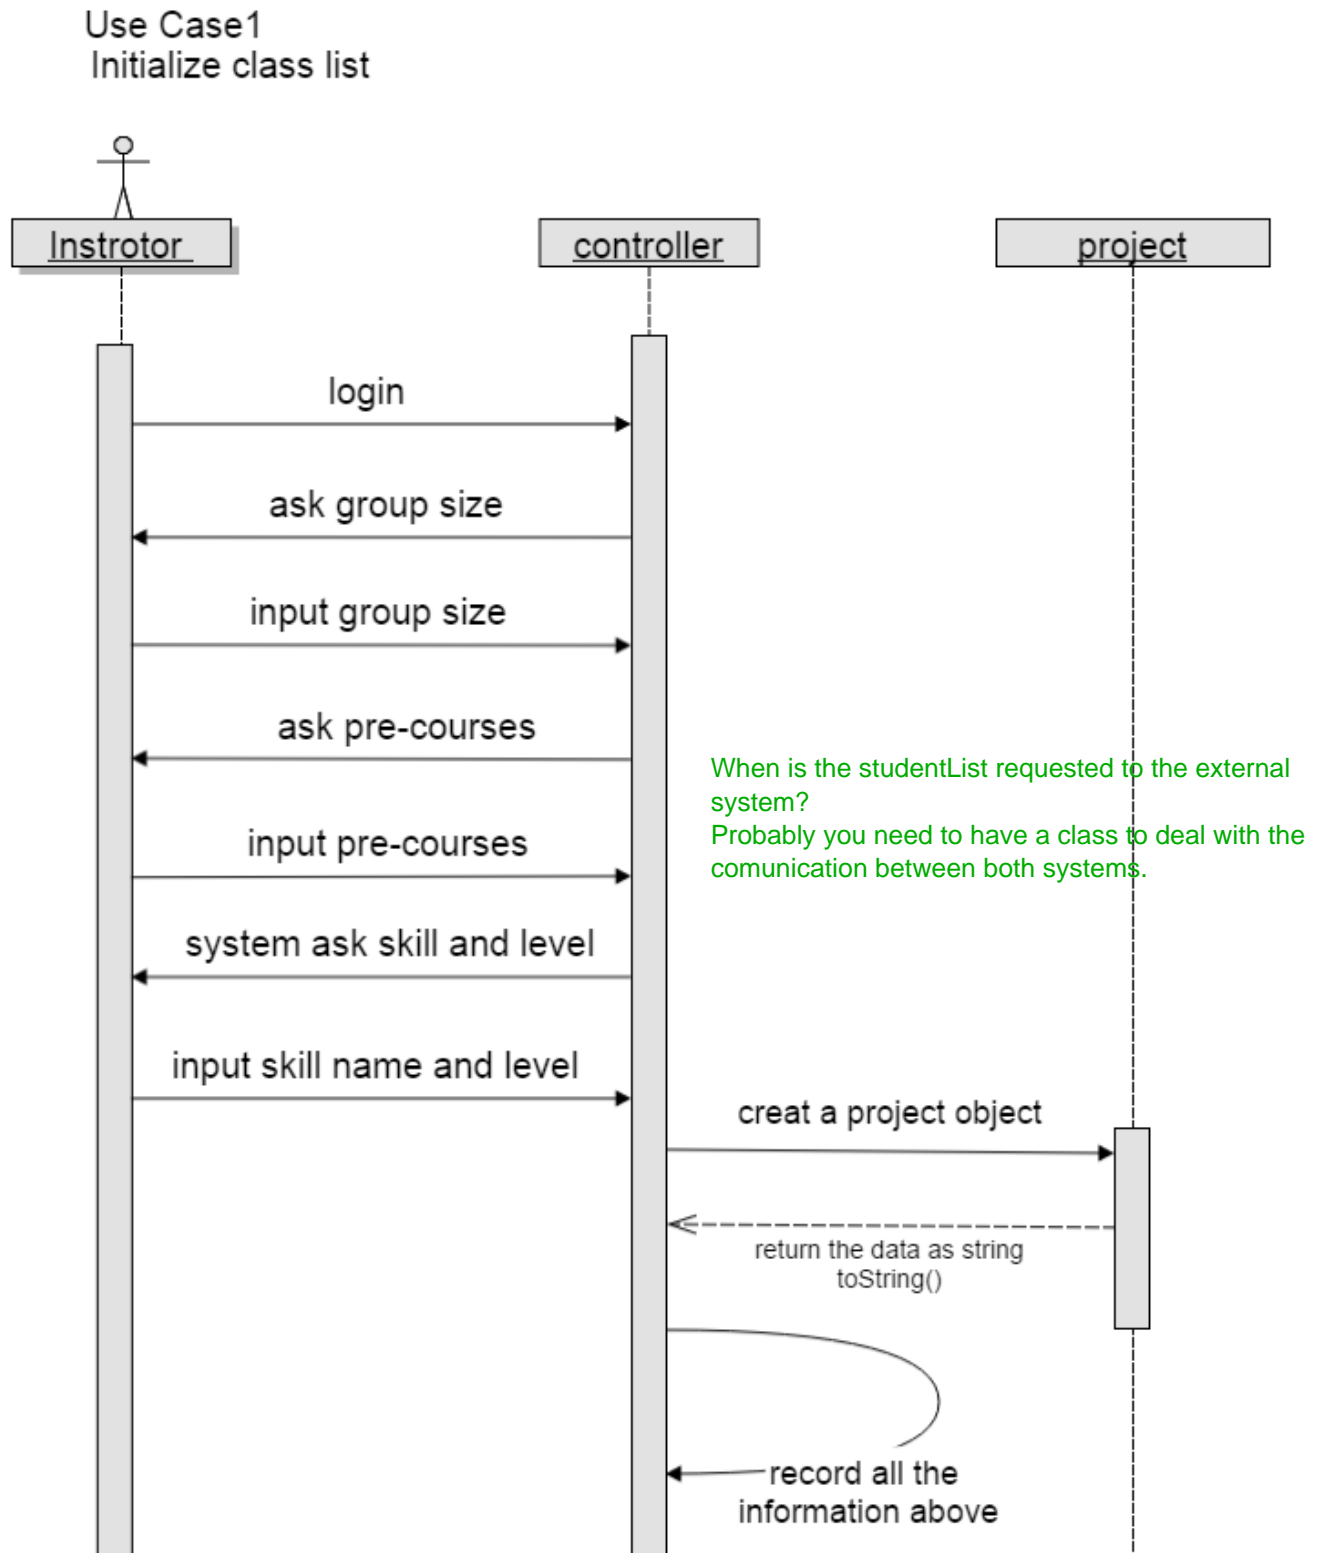 Use Case1
Initialize class list
Instrotor
controller
project
login
ask group size
input group size
ask pre-courses
When is the studentList requested to the external
system?
Probably you need to have a class to deal with the
comunication between both systems.
input pre-courses
system ask skill and level
input skill name and level
creat a project object
return the data as string
toString()
record all the
information above